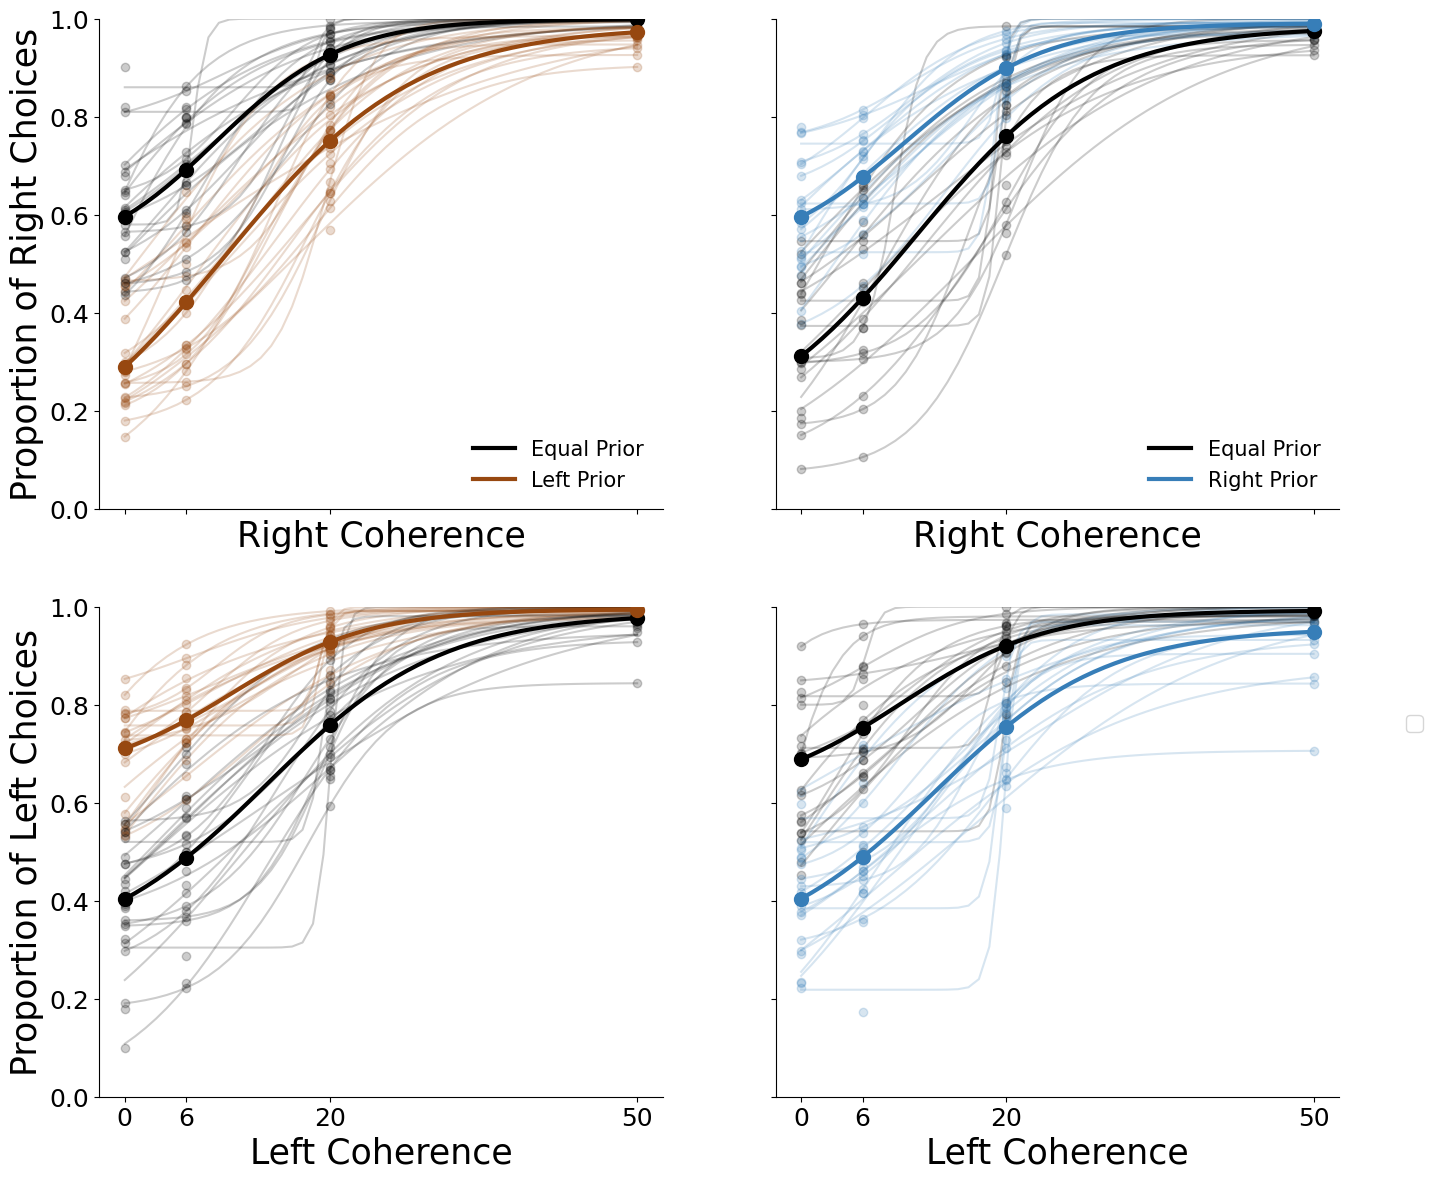 1.0
0.8
0.6
0.4
0.2
0.0
Proportion of Right Choices
Equal Prior
Left Prior
Right Coherence
Equal Prior
Right Prior
Right Coherence
1.0
0.8
0.6
0.4
0.2
0.0
Proportion of Left Choices
0 6 20 50
Left Coherence
0 6 20 50
Left Coherence